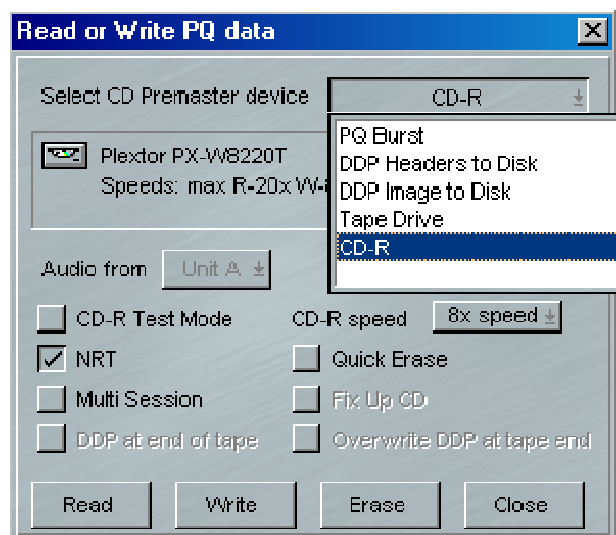 Read or Write PQ data
Select CD Premaster device
CD-R
PQ Burst
DDP Headers to Disk
DDP Image to Disk
Tape Drive
CD-R
Plextor PX-W8220T
Speeds: max R-20x W-
Audio from Unit A
CD-R Test Mode
CD-R speed 8x speed
NRT
Quick Erase
Multi Session
Fix Up CD
DDP at end of tape
Overwrite DDP at tape end
Read Write Erase Close